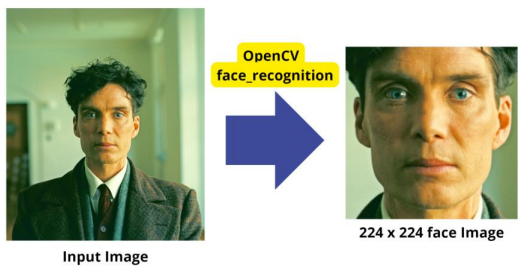 OpenCV
face_recognition
224 x 224 face Image
Input Image